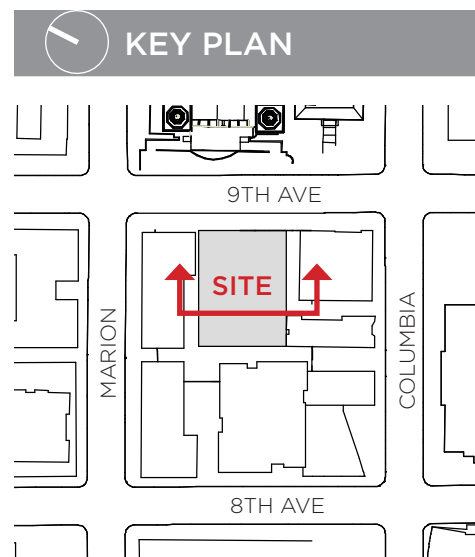 KEY PLAN
9TH AVE
SITE
MARION
COLUMBIA
8TH AVE